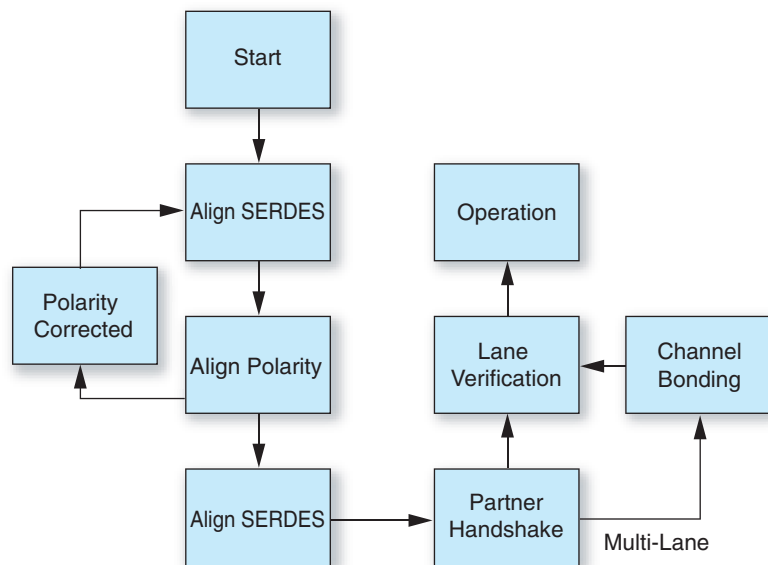 Start
Align SERDES
Operation
Polarity
Corrected
Align Polarity
Lane
Verification
Channel
Bonding
Align SERDES
Partner
Handshake
Multi-Lane